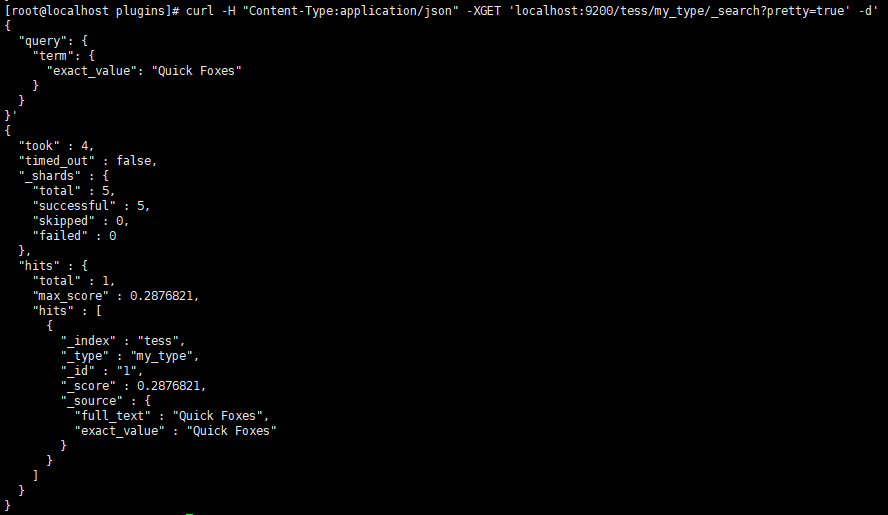 [root@localhost plugins]# curl -H "Content-Type:application/json" -XGET 'localhost:9200/tess/my_type/_search?pretty=true' -d'
{
  "query": {
    "term": {
      "exact_value": "Quick Foxes"
    }
  }
}'
{
  "took" : 4,
  "timed_out" : false,
  "_shards" : {
    "total" : 5,
    "successful" : 5,
    "skipped" : 0,
    "failed" : 0
  },
  "hits" : {
    "total" : 1,
    "max_score" : 0.2876821,
    "hits" : [
      {
        "_index" : "tess",
        "_type" : "my_type",
        "_id" : "1",
        "_score" : 0.2876821,
        "_source" : {
          "full_text" : "Quick Foxes",
          "exact_value" : "Quick Foxes"
        }
      }
    ]
  }
}